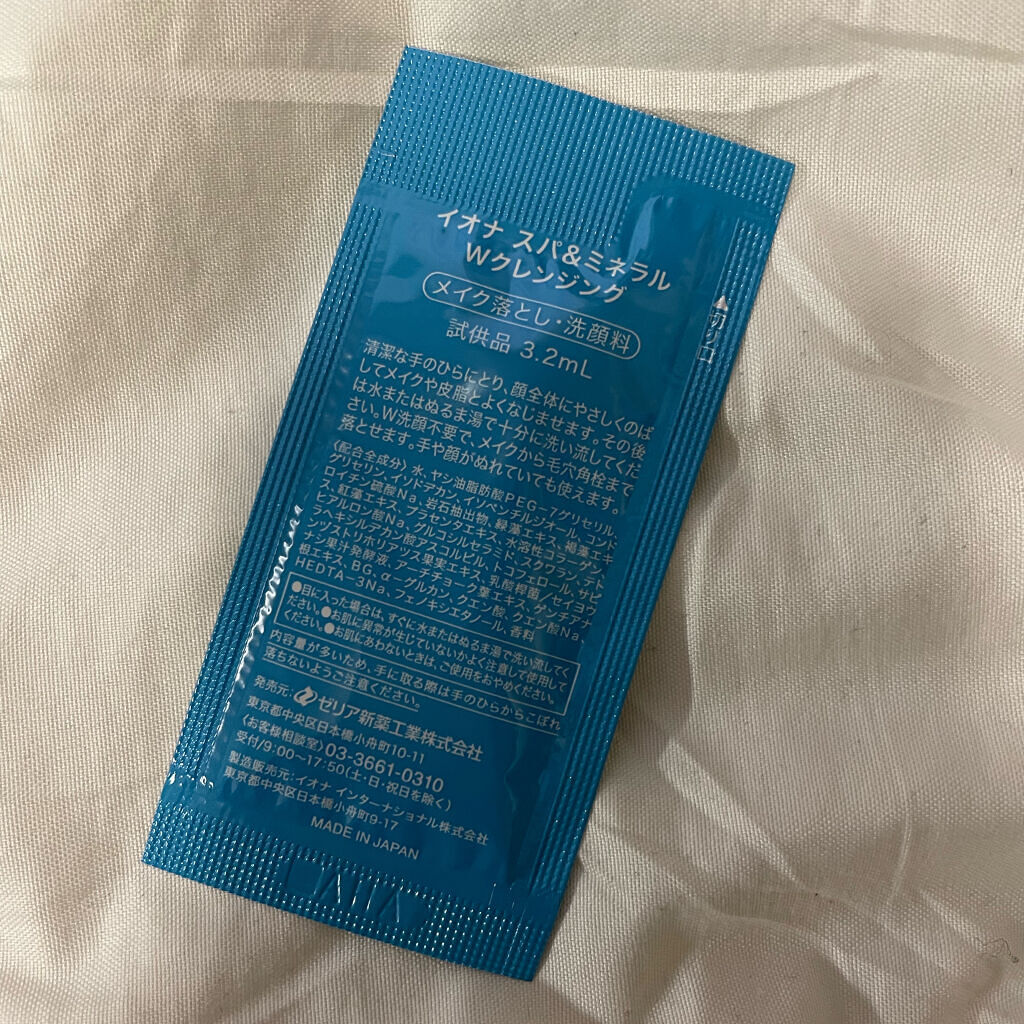 イオナ スパ&ミネラル
Wクレンジング
メイク落とし・洗顔料
試供品 3.2mL
▲切り口
清潔な手のひらにとり、顔全体にやさしくのば
してメイクや皮脂とよくなじませます。その後
は水またはぬるま湯で十分に洗い流してくだ
さい。W洗顔不要で、メイクから毛穴角栓まで
落とせます。手や顔がぬれていても使えます。
〈配合全成分〉水、ヤシ油脂肪酸PEG-7グリセリル、
グリセリン、イソドデカン、イソペンチルジオール、コンド
ロイチン硫酸Na、岩石抽出物、緑藻エキス、褐藻エキ
ス、紅藻エキス、プラセンタエキス、水溶性コラーゲン、
ヒアルロン酸Na、グルコシルセラミド、スクワラン、テト
ラヘキシルデカン酸アスコルビル、トコフェロール、サピ
ンヅストリホリアツス果実エキス、乳酸桿菌/セイヨウ
ナシ果汁発酵液、アーチチョーク葉エキス、ゲンチアナ
根エキス、BG、α-グルカン、クエン酸、クエン酸Na、
HEDTA-3Na、フェノキシエタノール、香料
●目に入った場合は、すぐに水またはぬるま湯で洗い流してく
ださい。●お肌に異常が生じていないかよく注意して使用して
ください。●お肌にあわないときは、ご使用をおやめください。
内容量が多いため、手に取る際は手のひらからこぼれ
落ちないようご注意ください。
発売元:ゼリア新薬工業株式会社
東京都中央区日本橋小舟町10-11
〈お客様相談室〉03-3661-0310
受付/9:00〜17:50(土・日・祝日を除く)
製造販売元:イオナ インターナショナル株式会社
東京都中央区日本橋小舟町9-17
MADE IN JAPAN